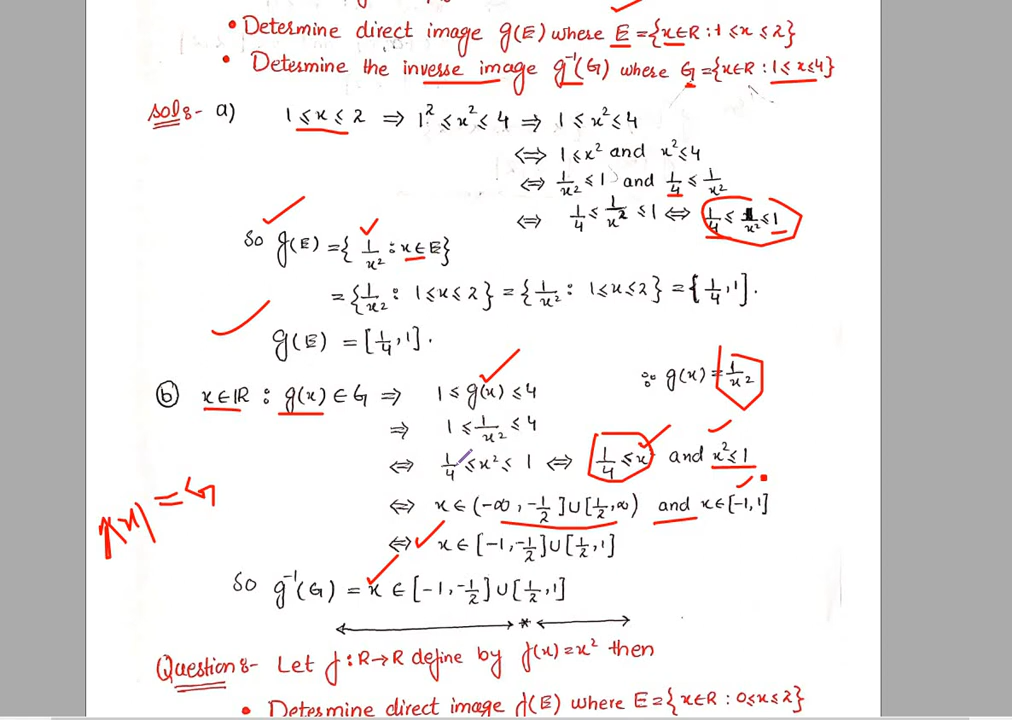 • Determine direct image g(E) where E = {x∈R : 1 ≤ x ≤ 2}
• Determine the inverse image g⁻¹(G) where G = {x∈R : 1 ≤ x ≤ 4}
Sol:- a) 1 ≤ x ≤ 2 ⇒ 1² ≤ x² ≤ 4 ⇒ 1 ≤ x² ≤ 4
⇔ 1 ≤ x² and x² ≤ 4
⇔ 1/x² ≤ 1 and 1/4 ≤ 1/x²
⇔ 1/4 ≤ 1/x² ≤ 1 ⇔ 1/4 ≤ 1/x² ≤ 1
So g(E) = { 1/x² : x∈E}
= {1/x² : 1≤x≤2} = {1/x² : 1≤x≤2} = {1/4, 1].
g(E) = [1/4, 1].
∵ g(x) = 1/x²
(b) x∈R : g(x) ∈ G ⇒ 1 ≤ g(x) ≤ 4
⇒ 1 ≤ 1/x² ≤ 4
⇔ 1/4 ≤ x² ≤ 1 ⇔ 1/4 ≤ x and x² ≤ 1
⇔ x ∈ (-∞, -1/2] ∪ [1/2, ∞) and x∈[-1, 1]
⇔ x ∈ [-1, -1/2] ∪ [1/2, 1]
So g⁻¹(G) = x ∈ [-1, -1/2] ∪ [1/2, 1]
*
Question 8- Let f : R→R define by f(x) = x² then
• Determine direct image f(E) where E = {x∈R : 0≤x≤2}